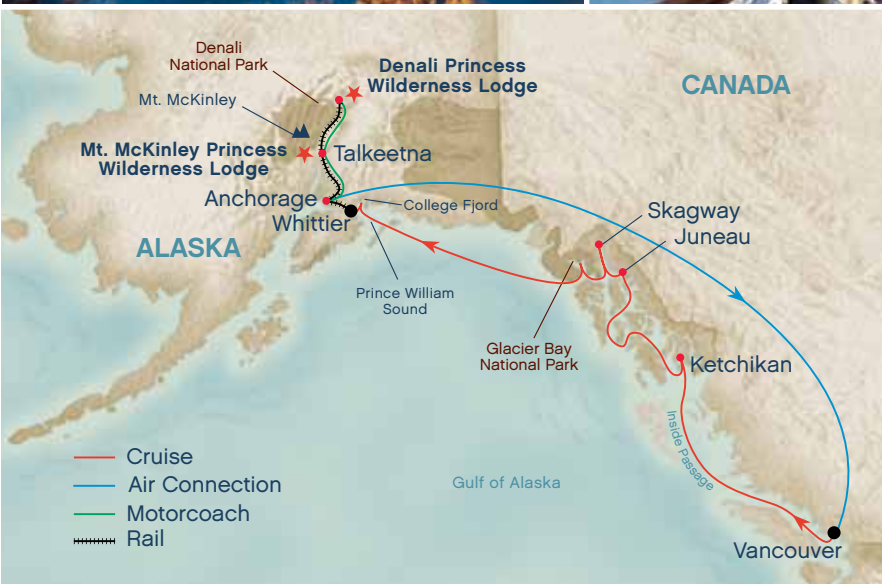 Denali
National Park
Denali Princess
Wilderness Lodge
CANADA
Mt. McKinley
Mt. McKinley Princess
Wilderness Lodge
Talkeetna
Anchorage
College Fjord
Whittier
Skagway
Juneau
ALASKA
Prince William
Sound
Glacier Bay
National Park
Ketchikan
Inside Passage
Cruise
Air Connection
Motorcoach
Rail
Gulf of Alaska
Vancouver